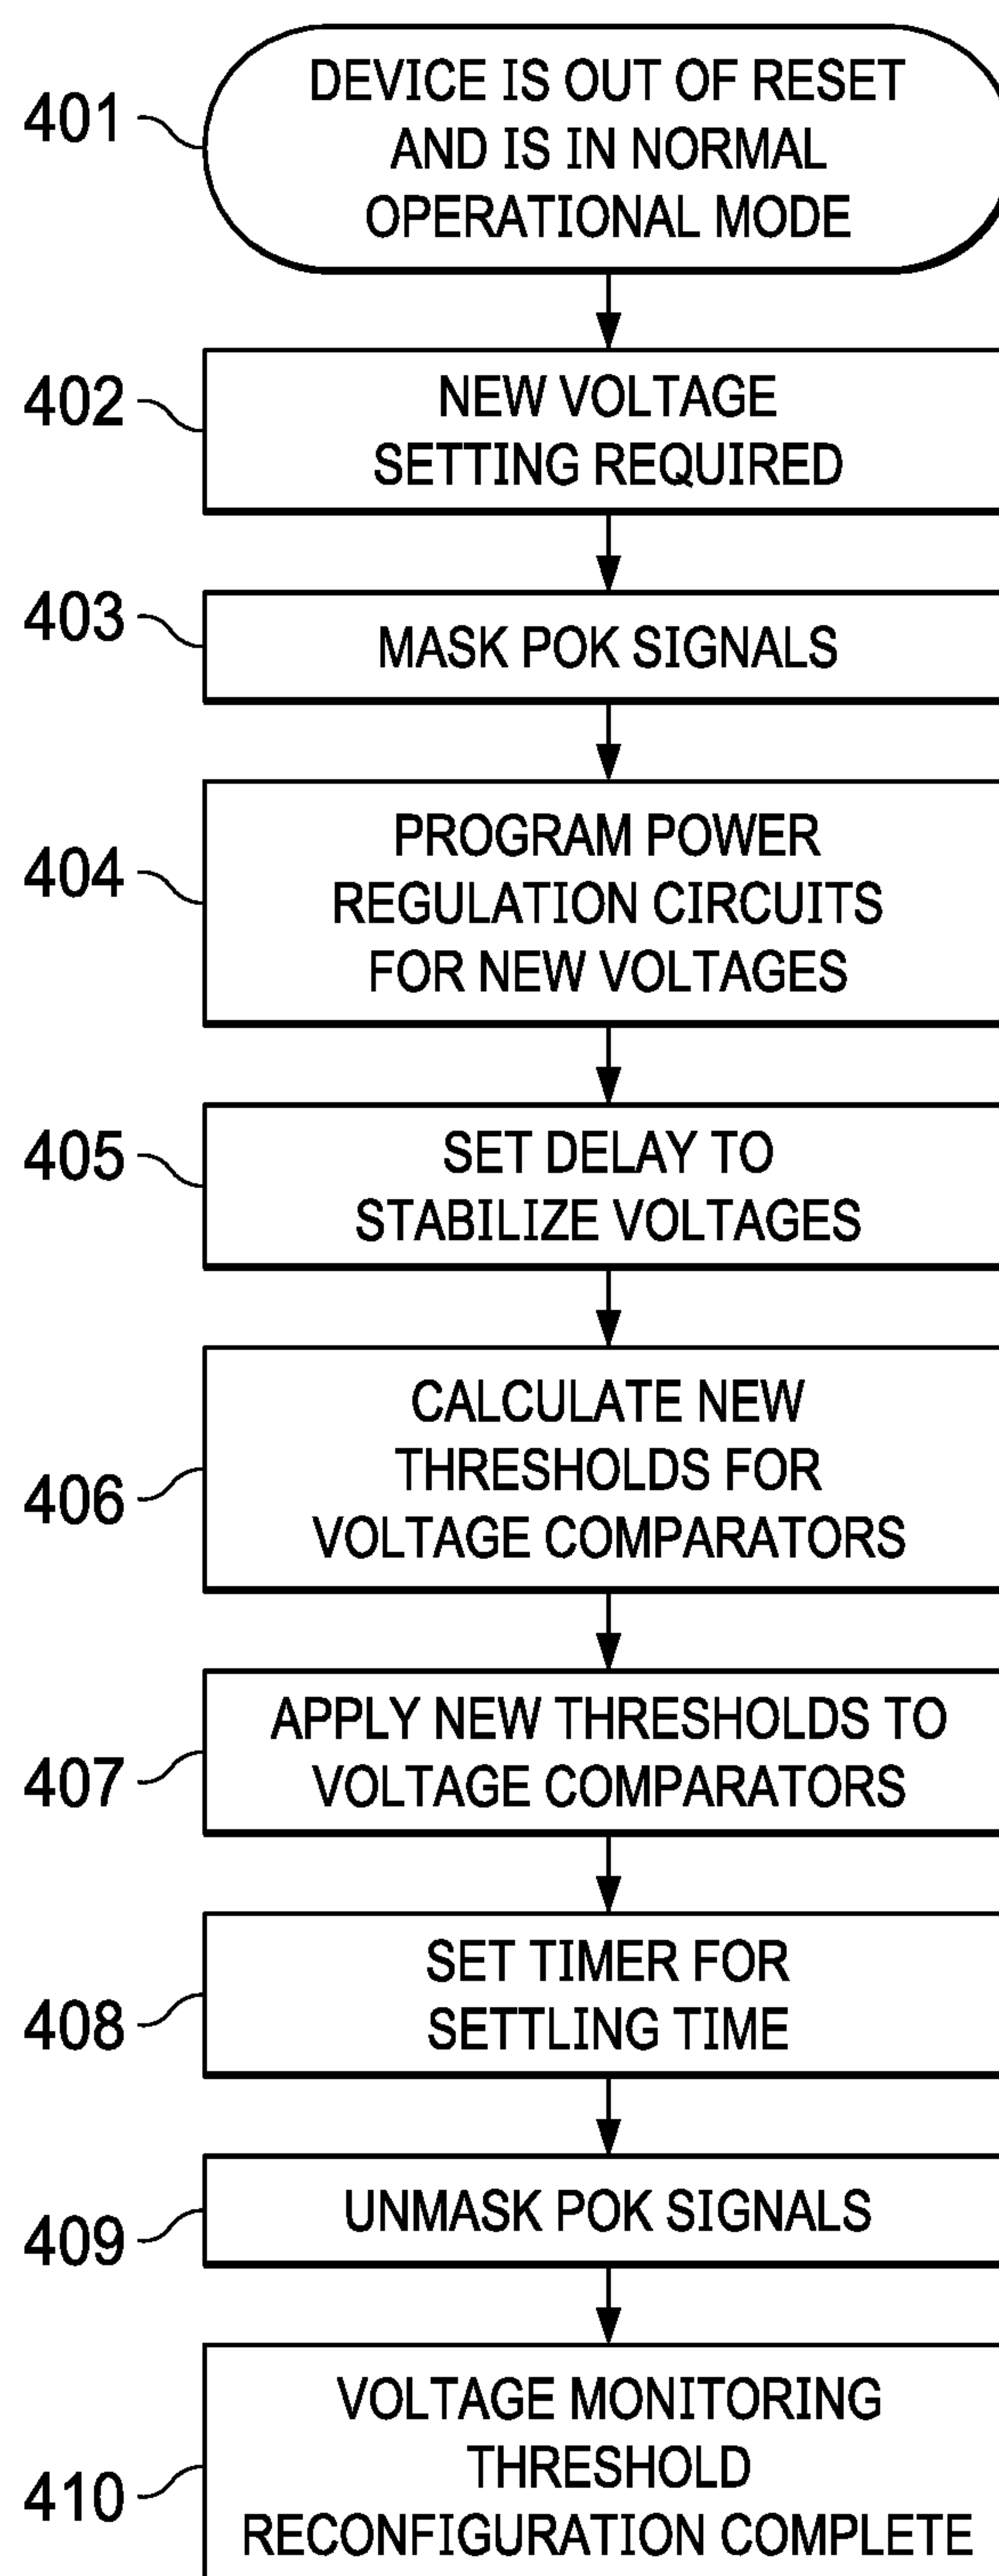 401
DEVICE IS OUT OF RESET
AND IS IN NORMAL
OPERATIONAL MODE
402
NEW VOLTAGE
SETTING REQUIRED
403
MASK POK SIGNALS
404
PROGRAM POWER
REGULATION CIRCUITS
FOR NEW VOLTAGES
405
SET DELAY TO
STABILIZE VOLTAGES
406
CALCULATE NEW
THRESHOLDS FOR
VOLTAGE COMPARATORS
407
APPLY NEW THRESHOLDS TO
VOLTAGE COMPARATORS
408
SET TIMER FOR
SETTLING TIME
409
UNMASK POK SIGNALS
410
VOLTAGE MONITORING
THRESHOLD
RECONFIGURATION COMPLETE